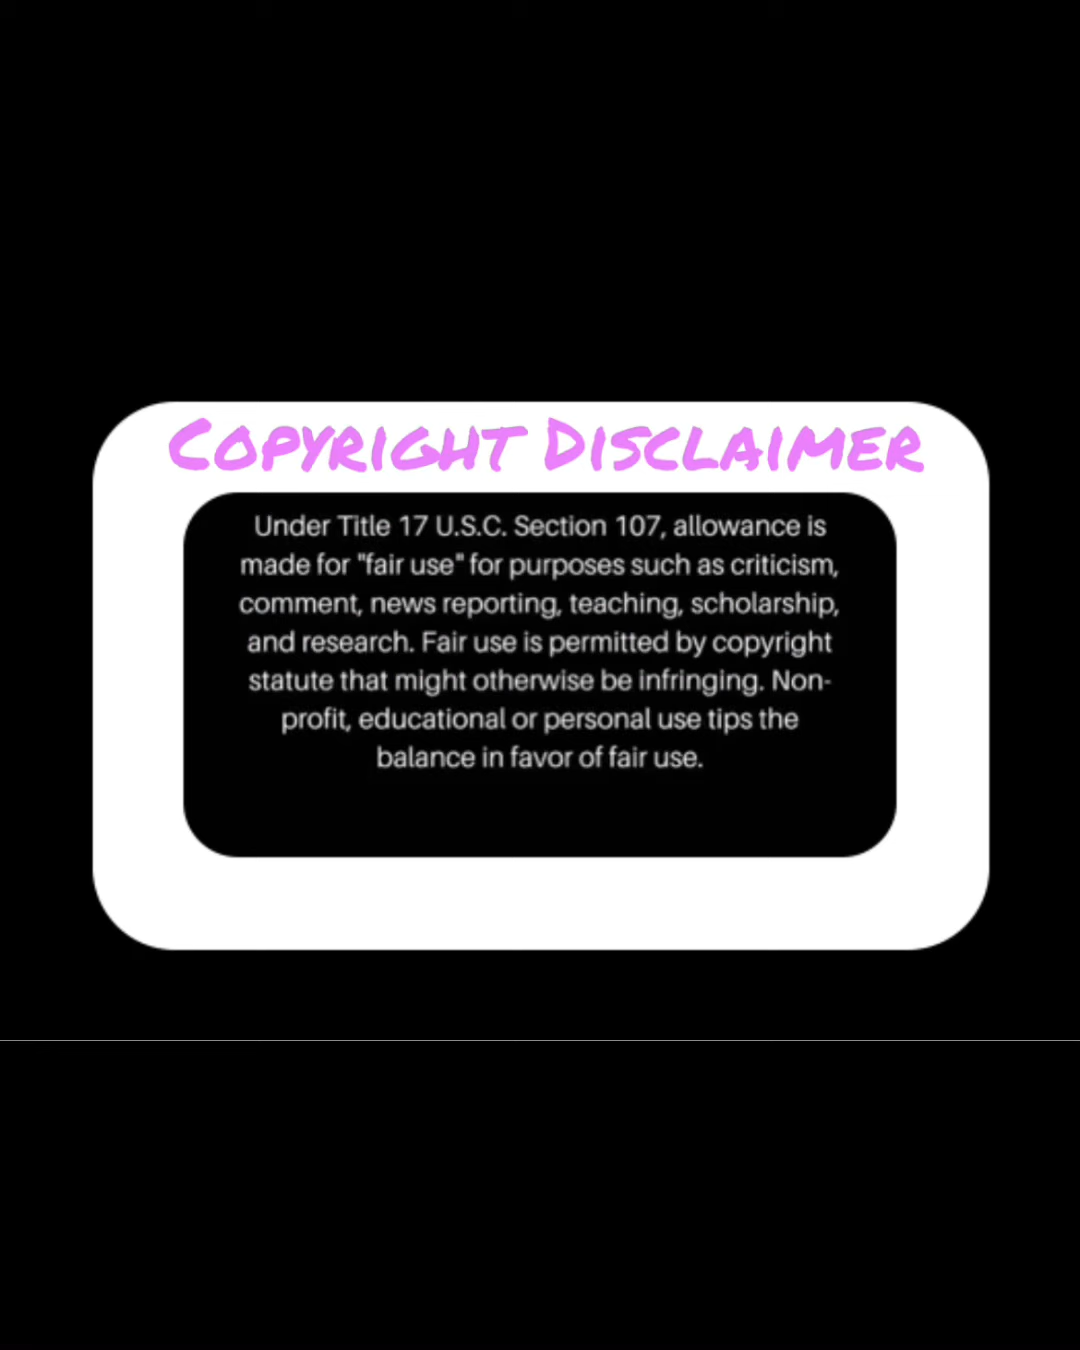 COPYRIGHT DISCLAIMER
Under Title 17 U.S.C. Section 107, allowance is
made for "fair use" for purposes such as criticism,
comment, news reporting, teaching, scholarship,
and research. Fair use is permitted by copyright
statute that might otherwise be infringing. Non-
profit, educational or personal use tips the
balance in favor of fair use.